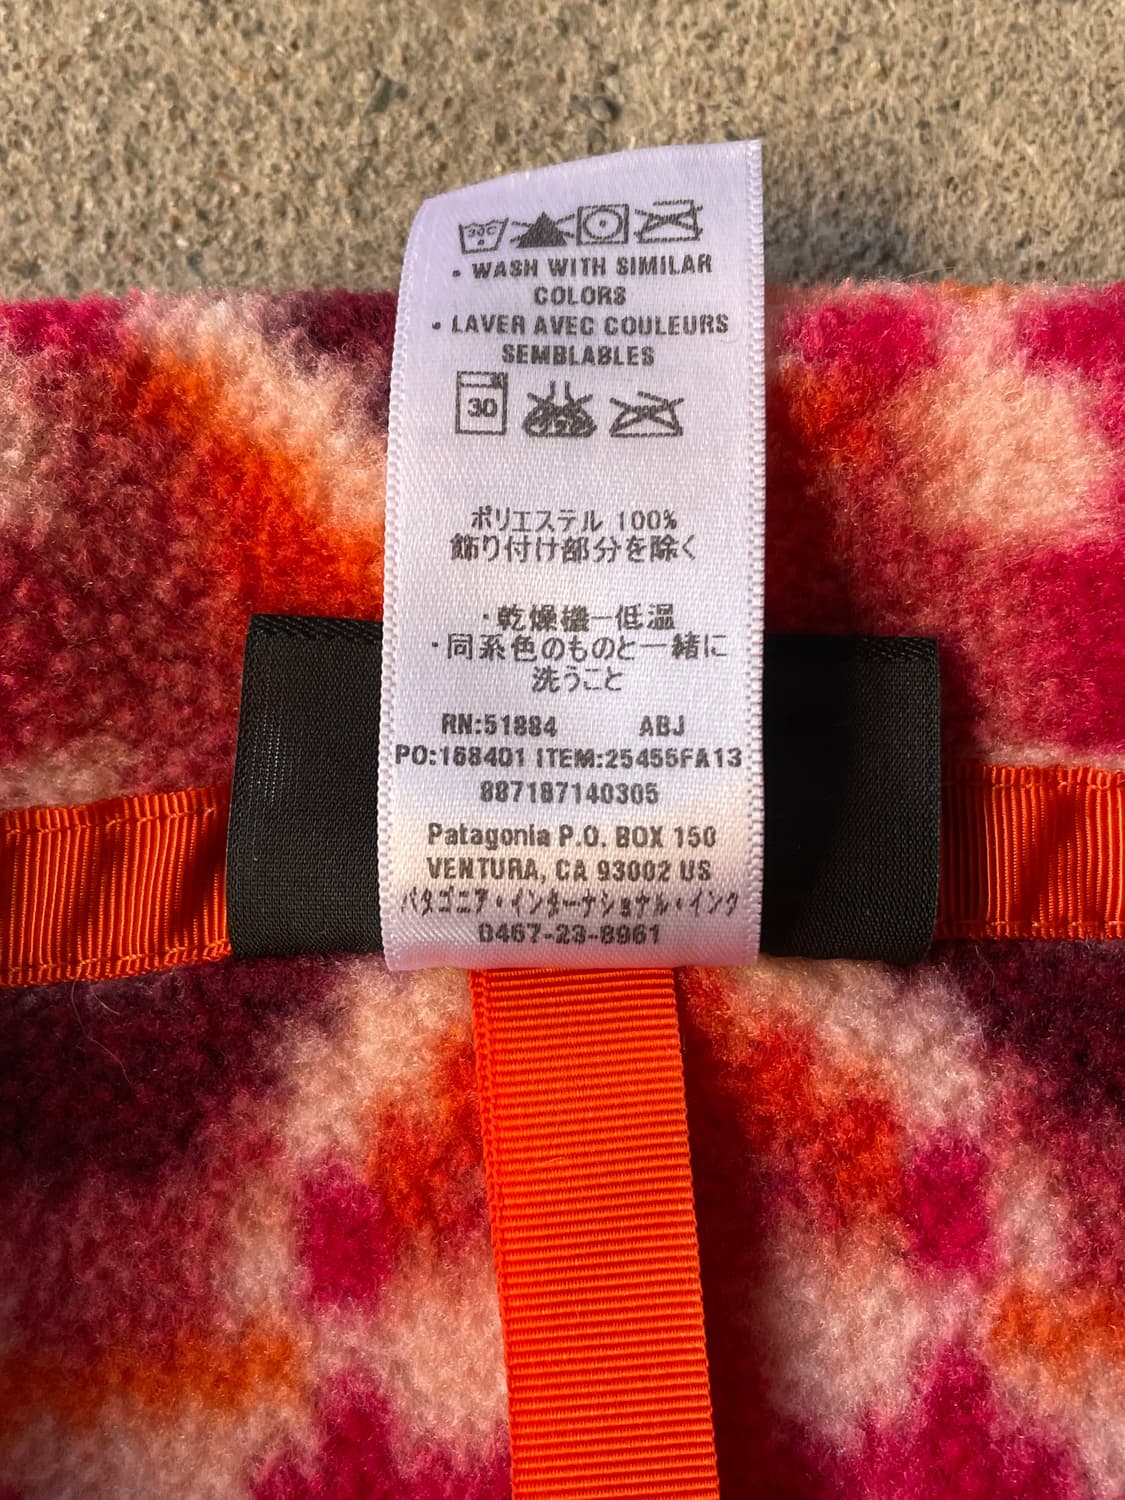 30C
• WASH WITH SIMILAR
COLORS
• LAVER AVEC COULEURS
SEMBLABLES
30
ポリエステル 100%
飾り付け部分を除く
・乾燥機一低温
・同系色のものと一緒に
洗うこと
RN:51884 ABJ
PO:168401 ITEM:25455FA13
887187140305
Patagonia P.O. BOX 150
VENTURA, CA 93002 US
パタゴニア・インターナショナル・インク
0467-23-8961